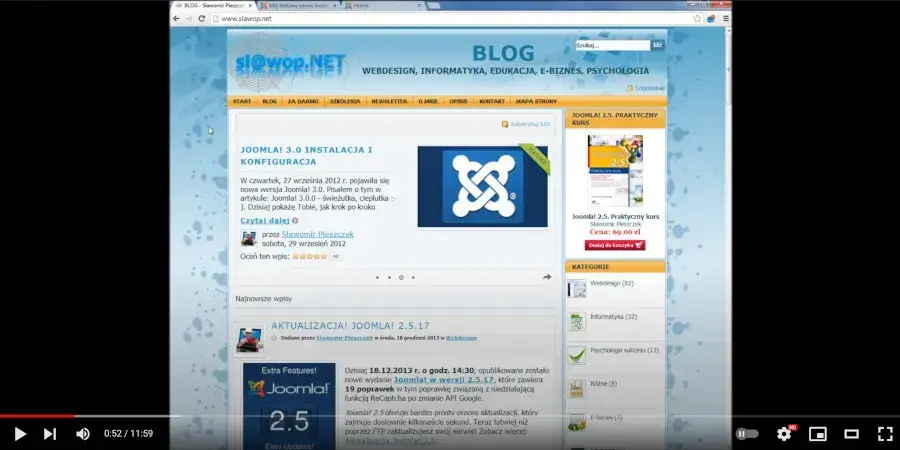 BLOG - Sławomir Pieszcz
Home
www.slawop.net
sl@wop.NET
BLOG
WEBDESIGN, INFORMATYKA, EDUKACJA, E-BIZNES, PSYCHOLOGIA
Szukaj...
Logowanie
START BLOG ZA DARMO SZKOLENIA NEWSLETTER O MNIE OPINIE KONTAKT MAPA STRONY
Subskrybuj RSS
JOOMLA! 3.0 INSTALACJA I
KONFIGURACJA
W czwartek, 27 września 2012 r. pojawiła się
nowa wersja Joomla! 3.0. Pisałem o tym w
artykule: Joomla! 3.0.0 - świeżutka, cieplutka :-
). Dzisiaj pokażę Tobie, jak krok po kroku
Czytaj dalej
przez Sławomir Pieszczek
sobota, 29 wrzesień 2012
Oceń ten wpis:
Najnowsze wpisy
AKTUALIZACJA! JOOMLA! 2.5.17
Dodane przez Sławomir Pieszczek w środa, 18 grudzień 2013 w Webdesign
Extra Features!
Joomla!
2.5
Easy Updates!
Dzisiaj 18.12.2013 r. o godz. 14:30, opublikowane zostało
nowe wydanie Joomla! w wersji 2.5.17, które zawiera
19 poprawek w tym poprawkę związaną z niedziałającą
funkcją ReCaptcha po zmianie API Google.
Joomla! 2.5 oferuje bardzo prosty proces aktualizacji, który
zajmuje dosłownie kilkanaście sekund. Teraz łatwiej niż
poprzez FTP zaktualizujesz swój serwis! Zobacz więcej:
Aktualizacja Joomla! 2.5.
JOOMLA! 2.5. PRAKTYCZNY
KURS
2.5
Joomla! 2.5. Praktyczny kurs
Sławomir Pieszczek
Cena: 69.00 zł
Dodaj do koszyka
KATEGORIE
Webdesign (62)
Informatyka (32)
Psychologia sukcesu (13)
Różne (8)
E-Biznes (7)
0:52 / 11:59
HD